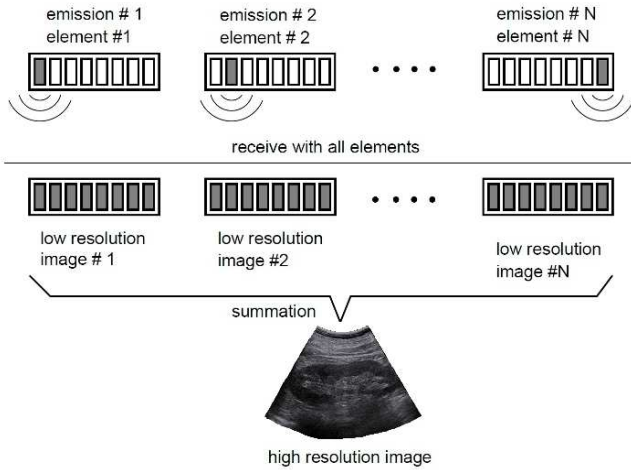 emission # 1
element #1
emission # 2
element # 2
emission # N
element # N
receive with all elements
low resolution
image # 1
low resolution
image #2
low resolution
image #N
summation
high resolution image